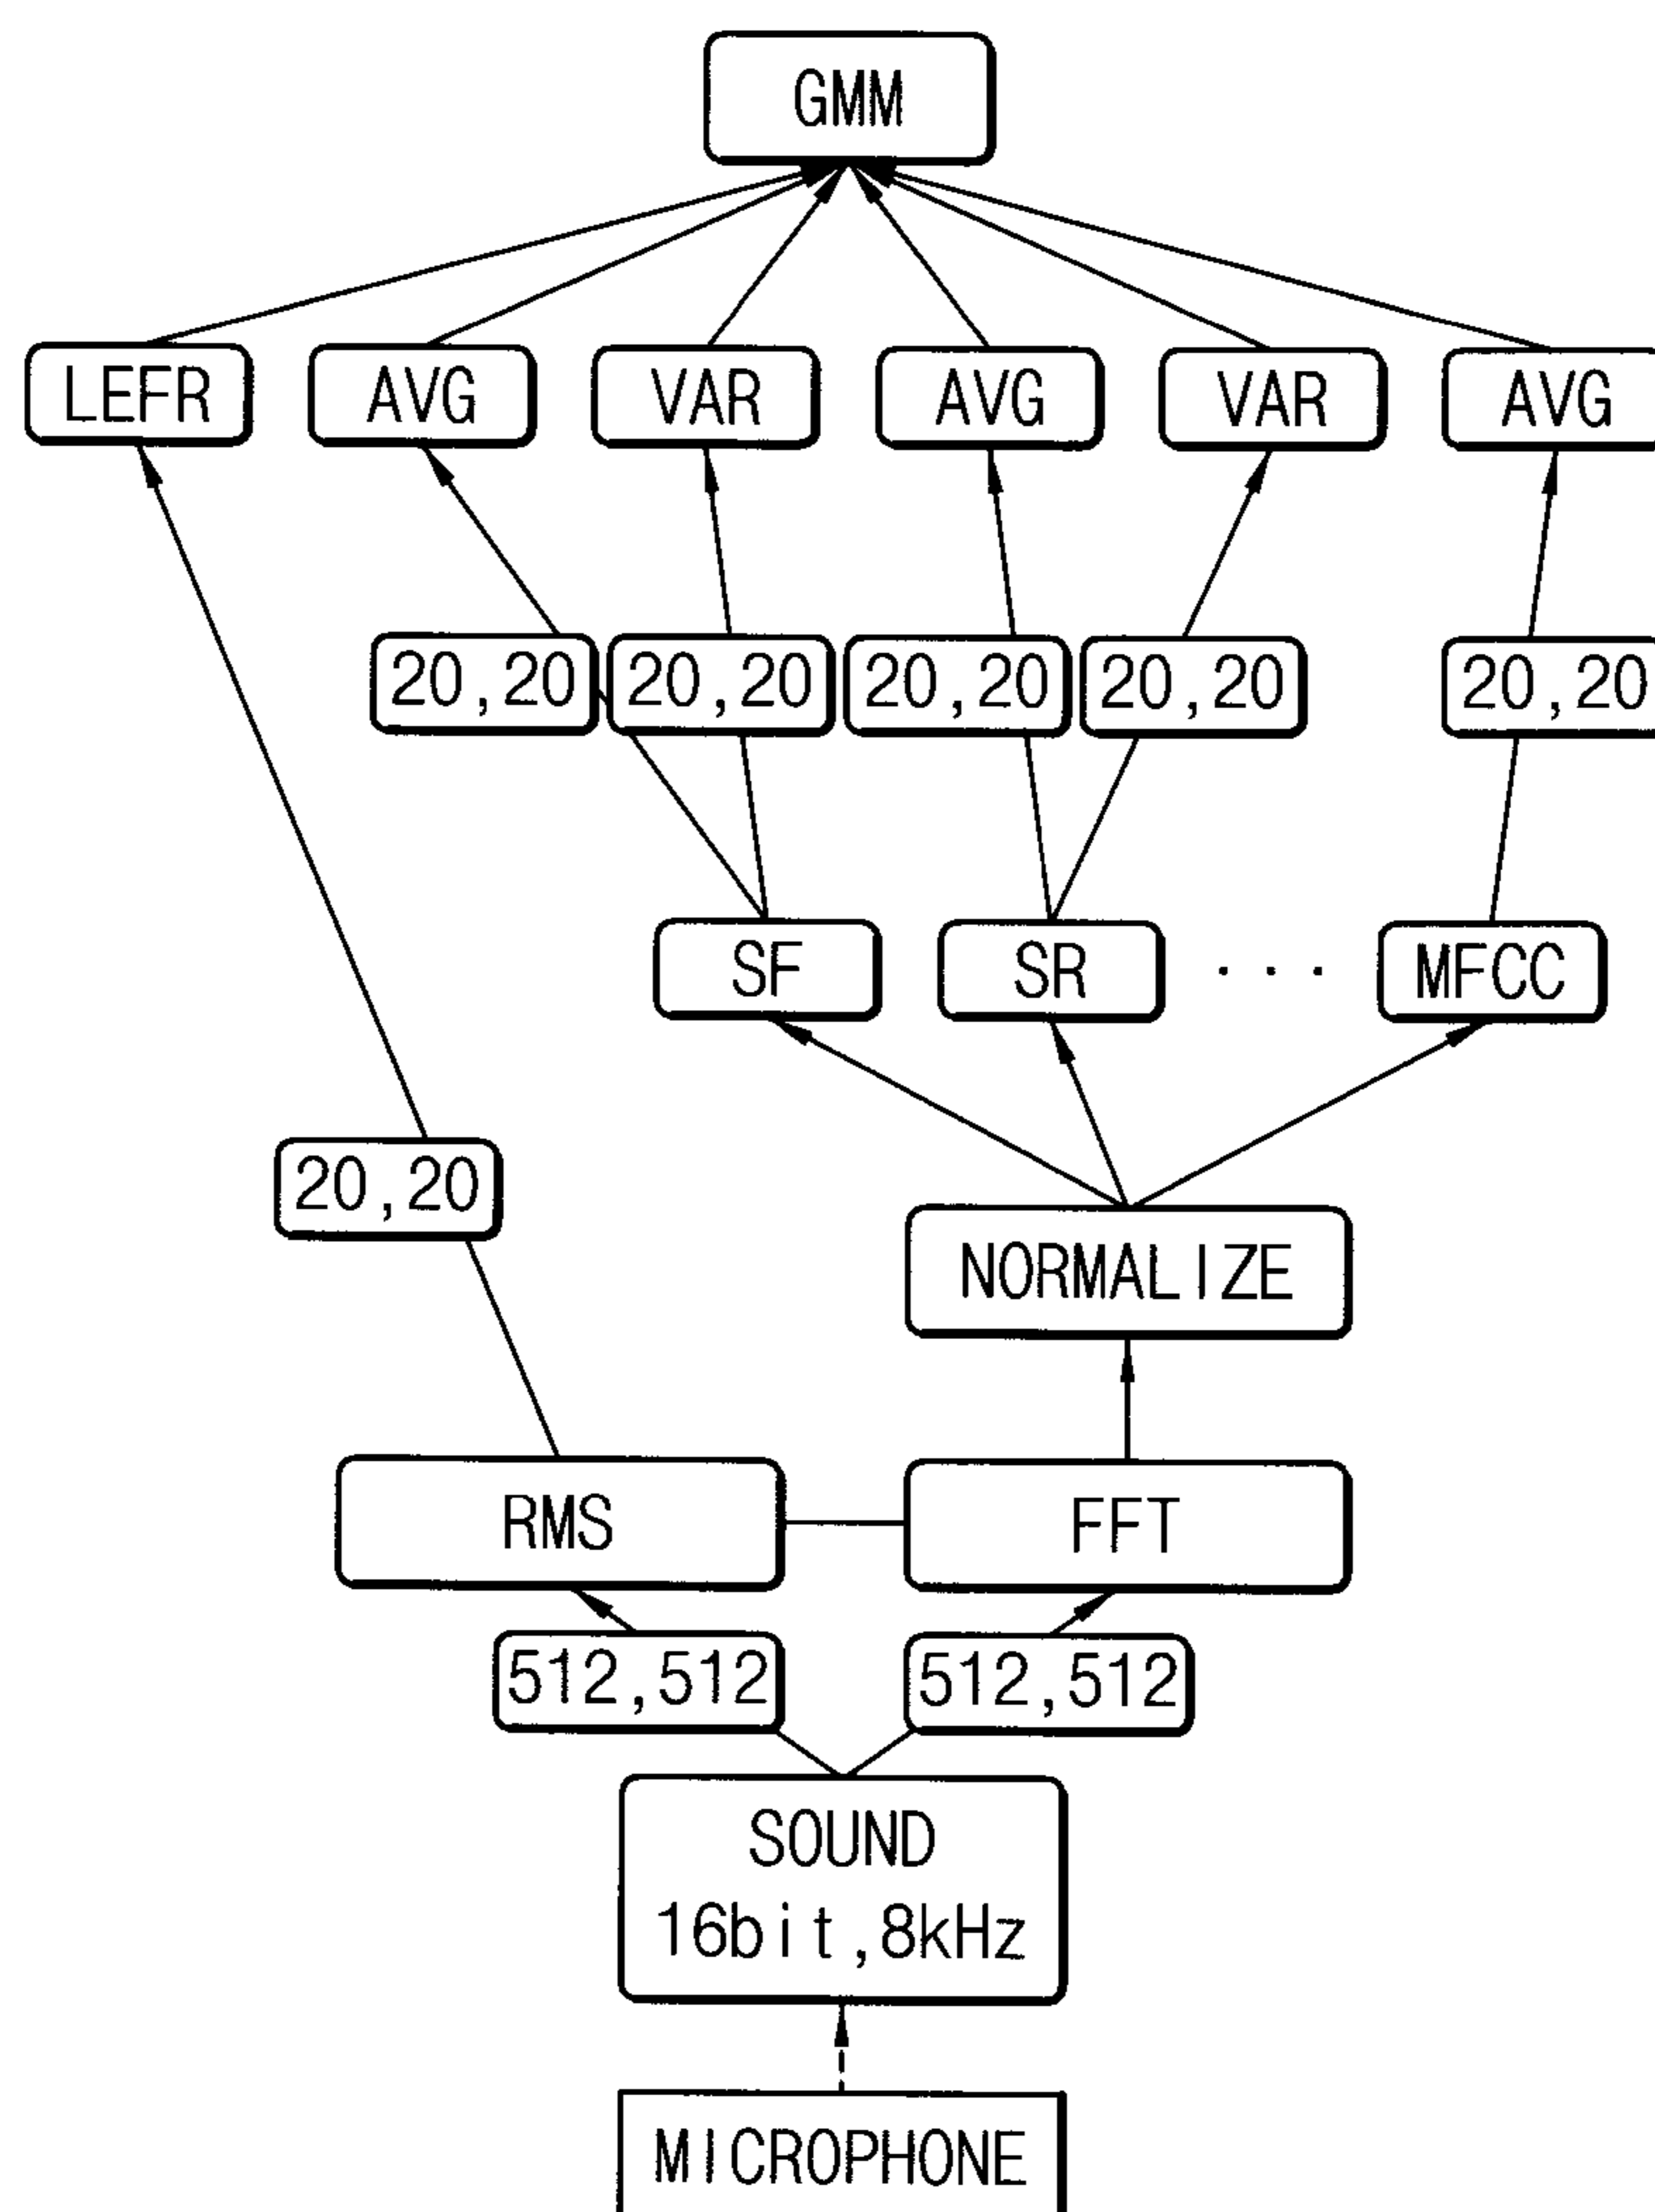 GMM
LEFR
AVG
VAR
AVG
VAR
AVG
20,20
20,20
20,20
20,20
20,20
SF
SR
...
MFCC
20,20
NORMALIZE
RMS
FFT
512,512
512,512
SOUND
16bit,8kHz
MICROPHONE